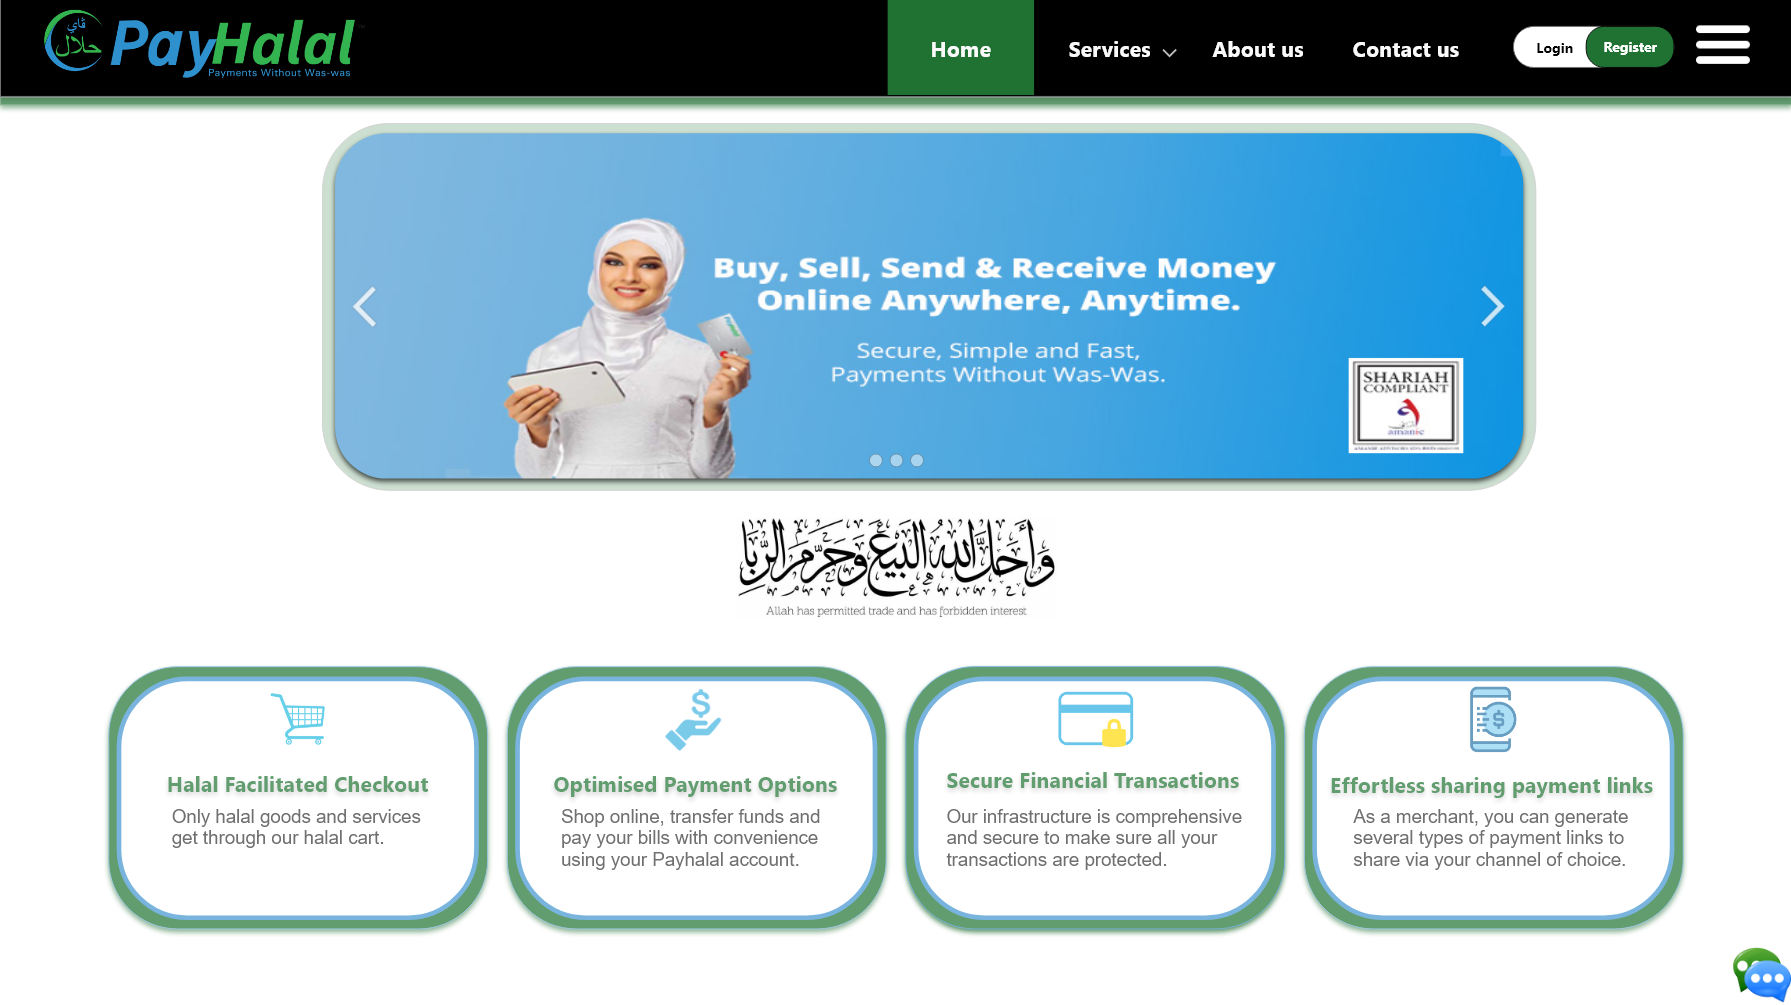 فاي
حلال
PayHalal
Payments Without Was-was
Home
Services
About us
Contact us
Login
Register
Buy, Sell, Send & Receive Money
Online Anywhere, Anytime.
Secure, Simple and Fast,
Payments Without Was-Was.
SHARIAH
COMPLIANT
amanie
وَأَحَلَّ اللهُ الْبَيْعَ وَحَرَّمَ الرِّبَا
Allah has permitted trade and has forbidden interest
Halal Facilitated Checkout
Only halal goods and services
get through our halal cart.
Optimised Payment Options
Shop online, transfer funds and
pay your bills with convenience
using your Payhalal account.
Secure Financial Transactions
Our infrastructure is comprehensive
and secure to make sure all your
transactions are protected.
Effortless sharing payment links
As a merchant, you can generate
several types of payment links to
share via your channel of choice.